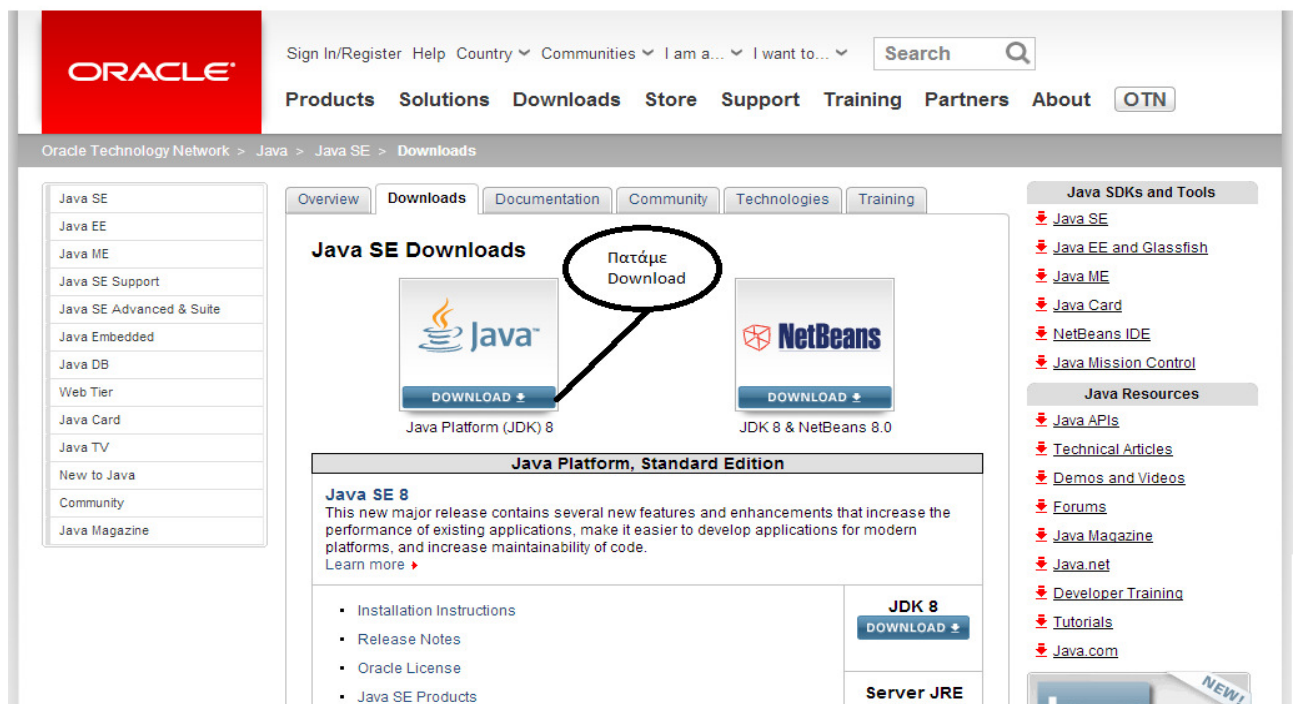 ORACLE
Sign In/Register Help Country Communities I am a... I want to... Search
Products Solutions Downloads Store Support Training Partners About OTN
Oracle Technology Network > Java > Java SE > Downloads
Java SE
Java EE
Java ME
Java SE Support
Java SE Advanced & Suite
Java Embedded
Java DB
Web Tier
Java Card
Java TV
New to Java
Community
Java Magazine
Overview Downloads Documentation Community Technologies Training
Java SE Downloads
Πατάμε
Download
Java™
DOWNLOAD
Java Platform (JDK) 8
NetBeans
DOWNLOAD
JDK 8 & NetBeans 8.0
Java Platform, Standard Edition
Java SE 8
This new major release contains several new features and enhancements that increase the
performance of existing applications, make it easier to develop applications for modern
platforms, and increase maintainability of code.
Learn more
Installation Instructions
Release Notes
Oracle License
Java SE Products
JDK 8
DOWNLOAD
Server JRE
Java SDKs and Tools
Java SE
Java EE and Glassfish
Java ME
Java Card
NetBeans IDE
Java Mission Control
Java Resources
Java APIs
Technical Articles
Demos and Videos
Forums
Java Magazine
Java.net
Developer Training
Tutorials
Java.com
NEW!